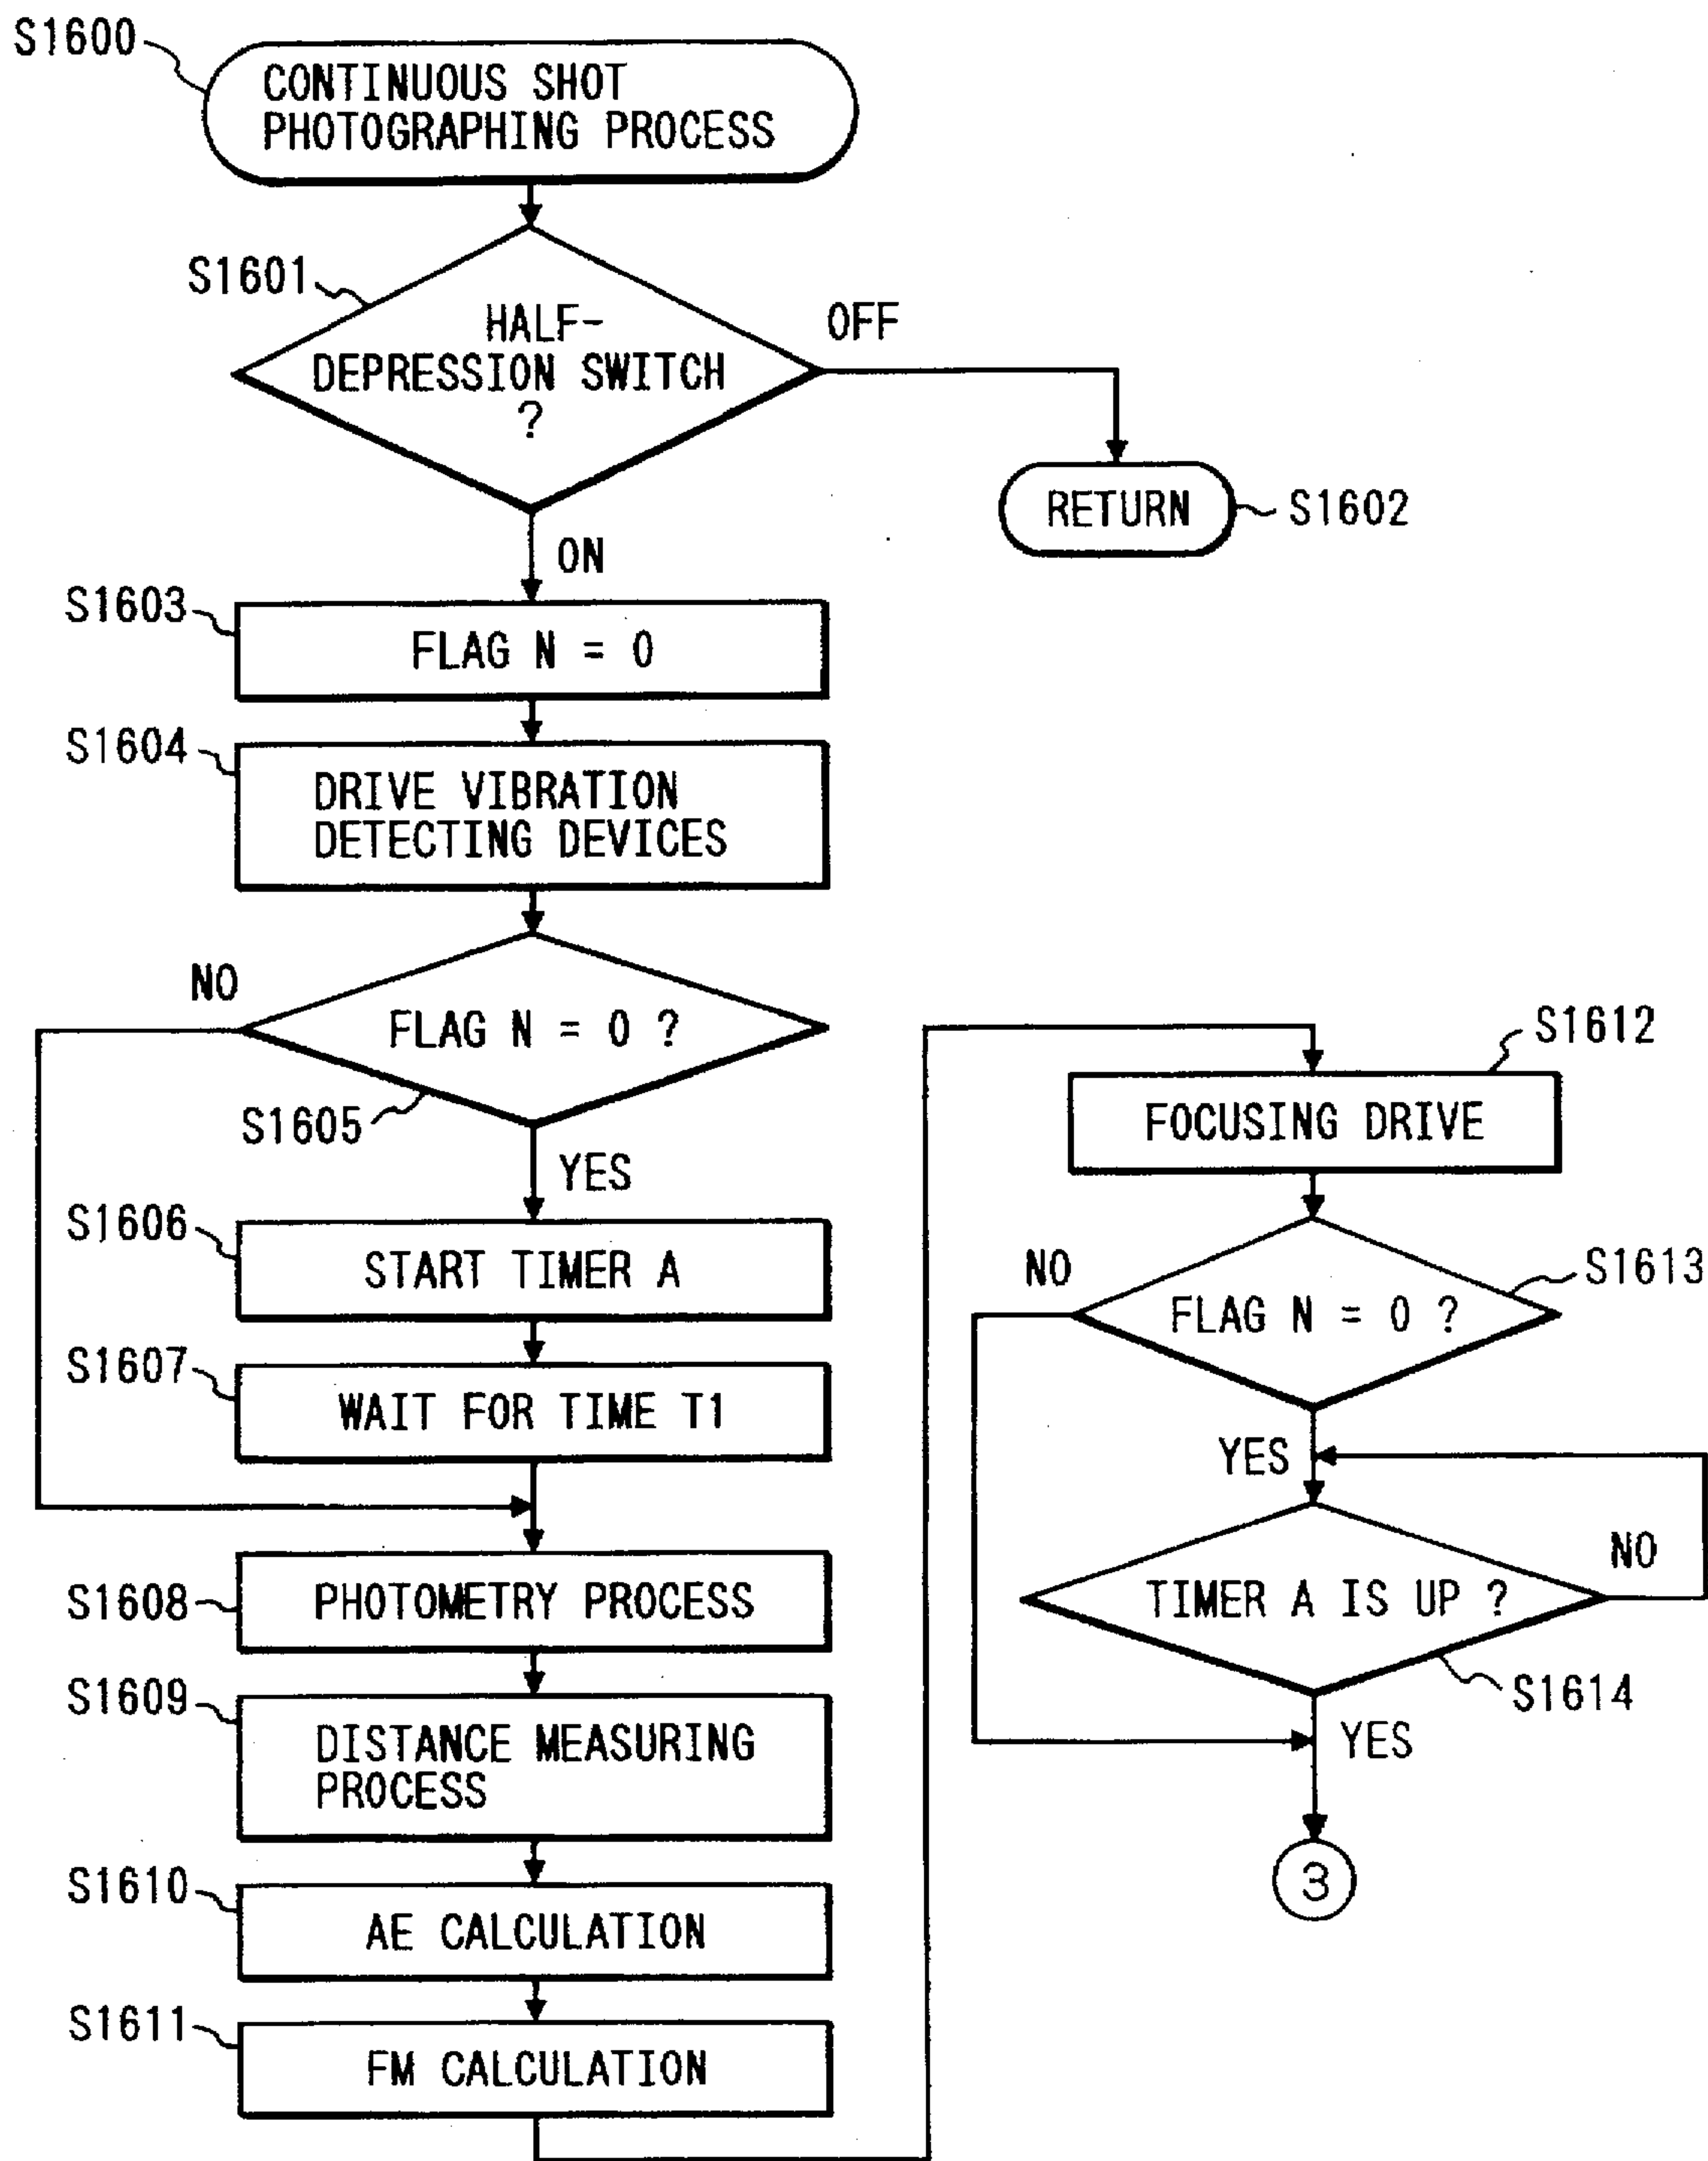 S1600
CONTINUOUS SHOT
PHOTOGRAPHING PROCESS
S1601
HALF-
DEPRESSION SWITCH
?
OFF
RETURN
S1602
ON
S1603
FLAG N = 0
S1604
DRIVE VIBRATION
DETECTING DEVICES
NO
FLAG N = 0 ?
S1605
YES
S1606
START TIMER A
S1607
WAIT FOR TIME T1
S1608
PHOTOMETRY PROCESS
S1609
DISTANCE MEASURING
PROCESS
S1610
AE CALCULATION
S1611
FM CALCULATION
S1612
FOCUSING DRIVE
NO
S1613
FLAG N = 0 ?
YES
NO
TIMER A IS UP ?
S1614
YES
3